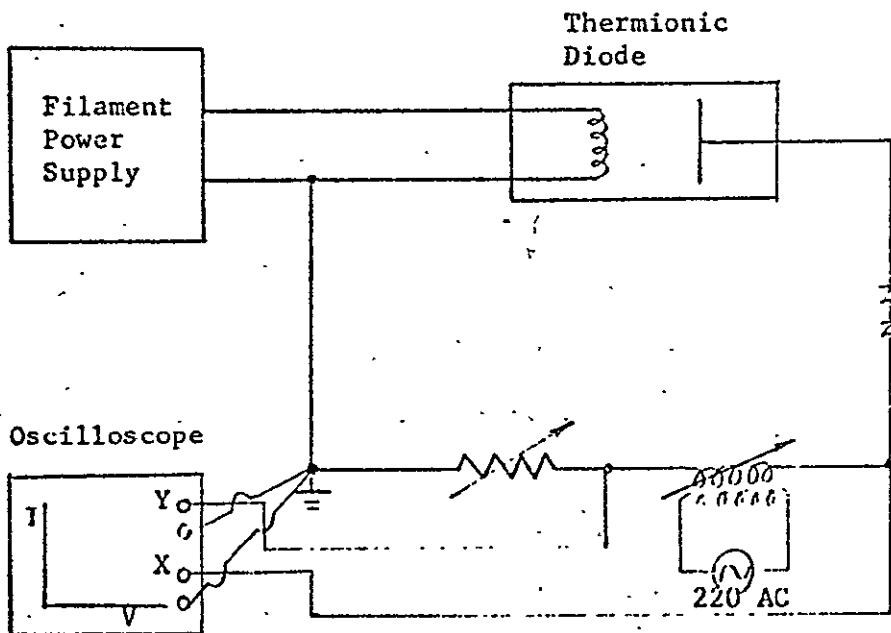 Thermionic
Diode
Filament
Power
Supply
Oscilloscope
Y
I
X
V
220 AC